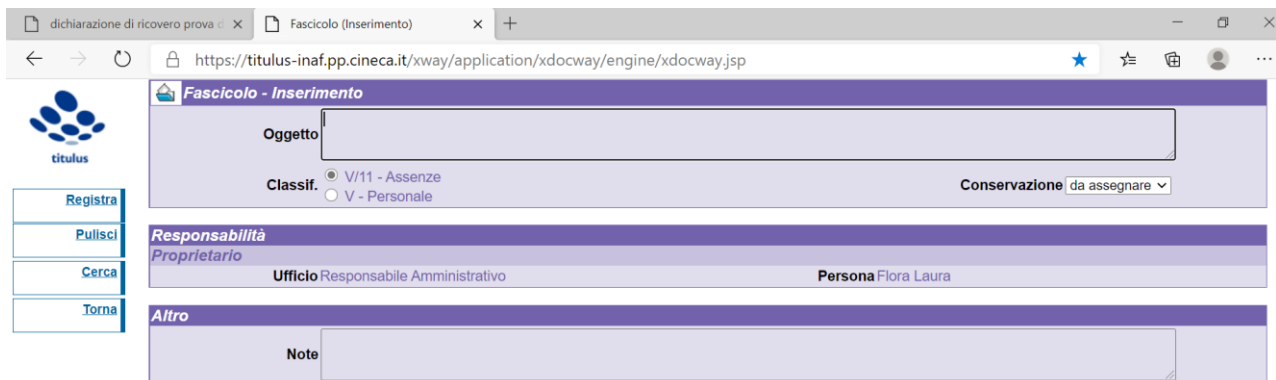 dichiarazione di ricovero prova d
Fascicolo (Inserimento)
https://titulus-inaf.pp.cineca.it/xway/application/xdocway/engine/xdocway.jsp
titulus
Registra
Pulisci
Cerca
Torna
Fascicolo - Inserimento
Oggetto
Classif. V/11 - Assenze
V - Personale
Conservazione da assegnare
Responsabilità
Proprietario
Ufficio Responsabile Amministrativo Persona Flora Laura
Altro
Note